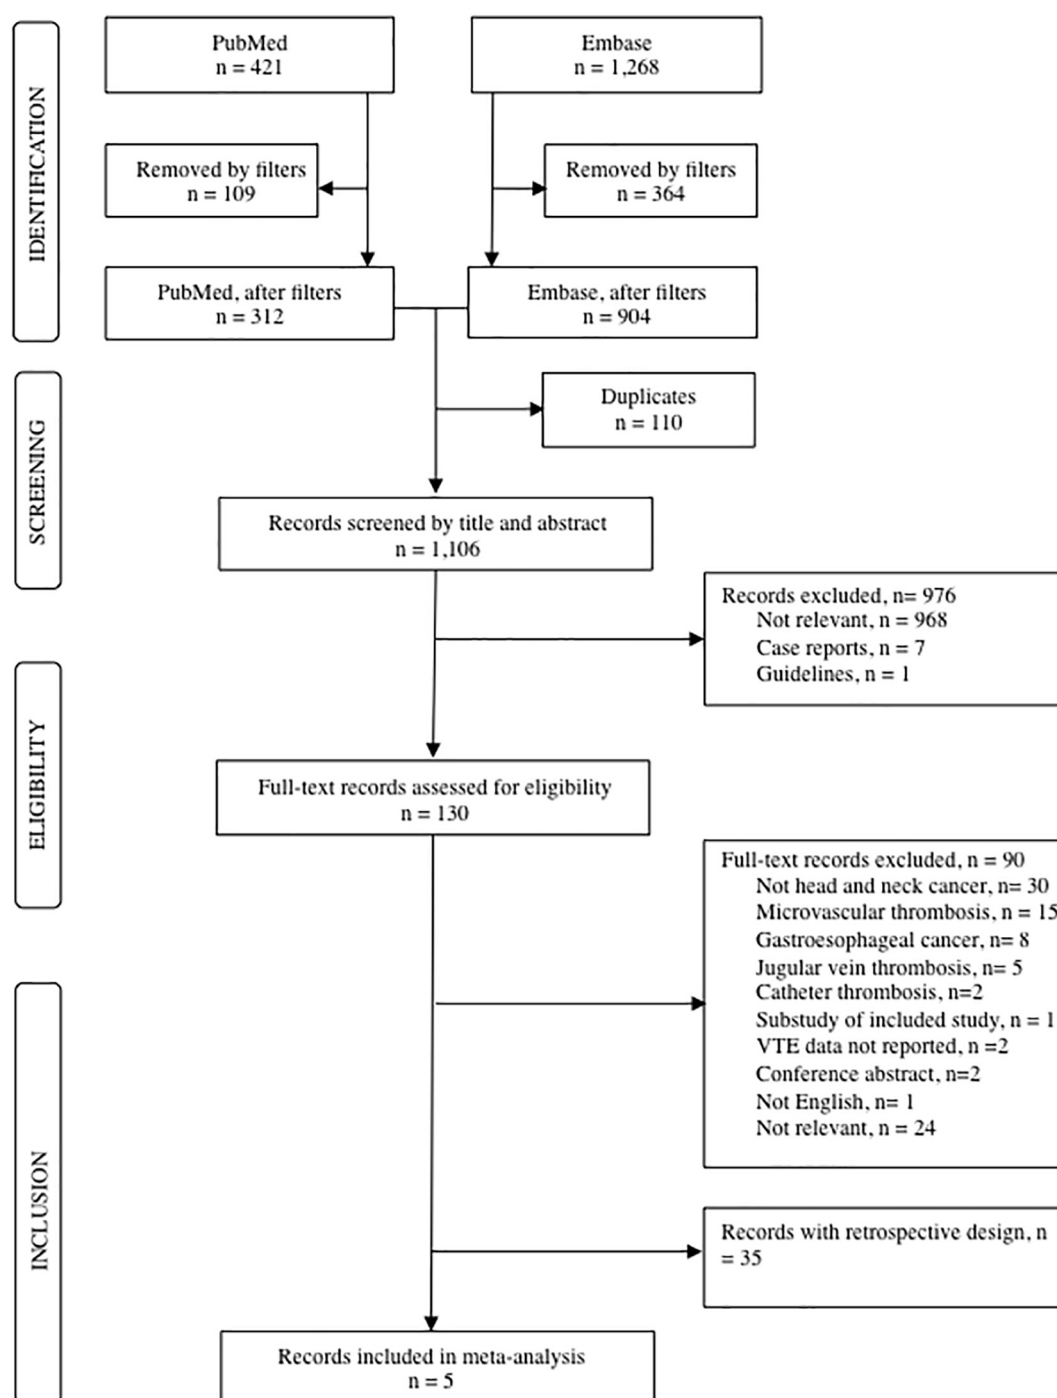 IDENTIFICATION
PubMed
n = 421
Embase
n = 1,268
Removed by filters
n = 109
Removed by filters
n = 364
PubMed, after filters
n = 312
Embase, after filters
n = 904
SCREENING
Duplicates
n = 110
Records screened by title and abstract
n = 1,106
Records excluded, n= 976
Not relevant, n = 968
Case reports, n = 7
Guidelines, n = 1
ELIGIBILITY
Full-text records assessed for eligibility
n = 130
Full-text records excluded, n = 90
Not head and neck cancer, n= 30
Microvascular thrombosis, n = 15
Gastroesophageal cancer, n= 8
Jugular vein thrombosis, n= 5
Catheter thrombosis, n=2
Substudy of included study, n = 1
VTE data not reported, n =2
Conference abstract, n=2
Not English, n= 1
Not relevant, n = 24
INCLUSION
Records with retrospective design, n
= 35
Records included in meta-analysis
n = 5